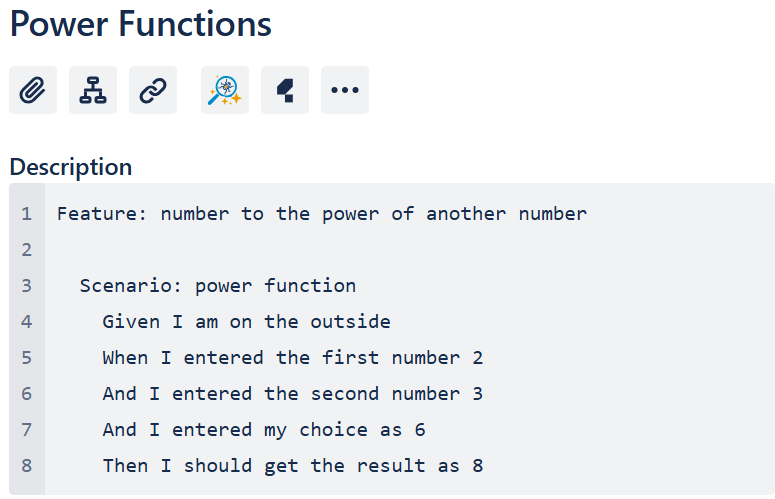 Power Functions
Description
1 Feature: number to the power of another number
2
3 Scenario: power function
4 Given I am on the outside
5 When I entered the first number 2
6 And I entered the second number 3
7 And I entered my choice as 6
8 Then I should get the result as 8